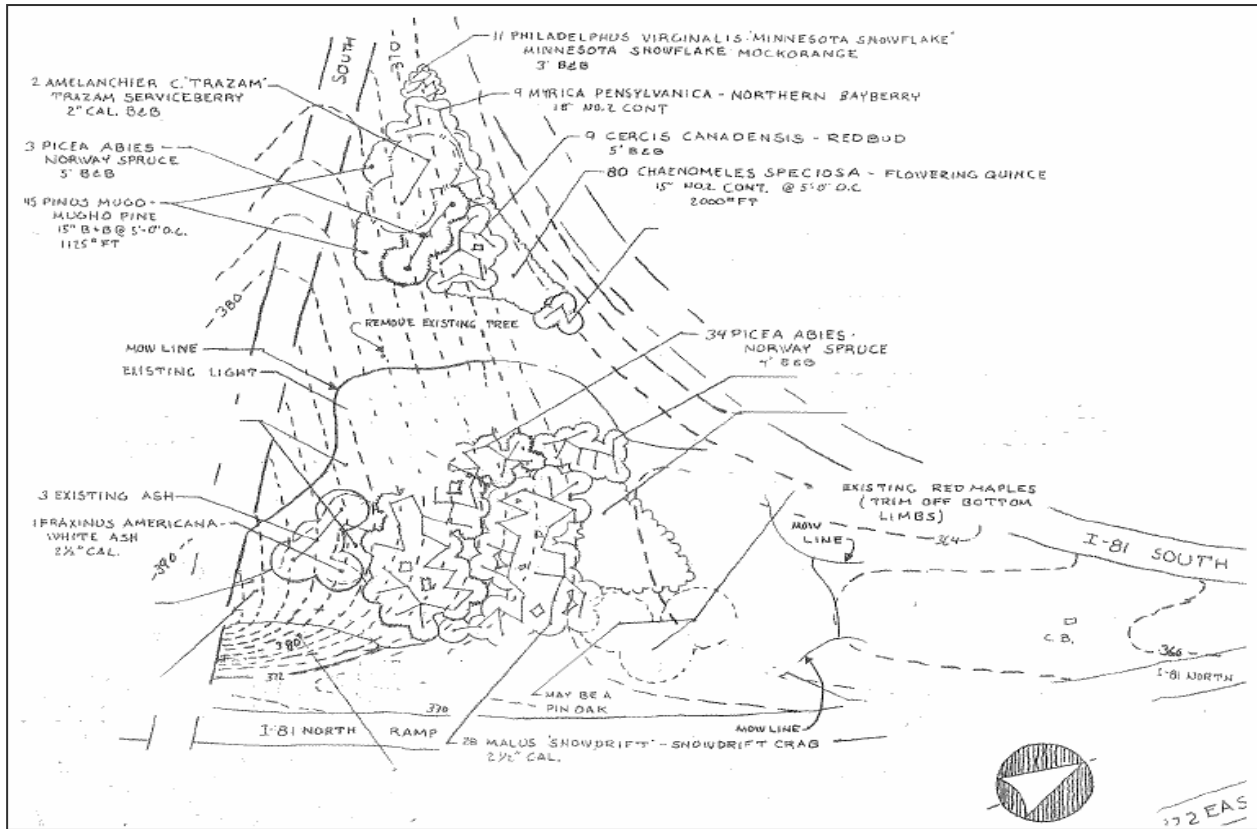 11 PHILADELPHUS VIRGINALIS 'MINNESOTA SNOWFLAKE'
MINNESOTA SNOWFLAKE MOCKORANGE
3' B&B
SOUTH
-370-
2 AMELANCHIER C. 'TRAZAM'
TRAZAM SERVICEBERRY
2" CAL. B&B
9 MYRICA PENSYLVANICA - NORTHERN BAYBERRY
18" NO.2 CONT
3 PICEA ABIES
NORWAY SPRUCE
5' B&B
9 CERCIS CANADENSIS - REDBUD
5' B&B
80 CHAENOMELES SPECIOSA - FLOWERING QUINCE
15" NO.2 CONT. @ 5'0" O.C
2000 FT
45 PINUS MUGO-
MUGHO PINE
15" B+B @ 5'-0" O.C.
1125 FT
-380-
REMOVE EXISTING TREE
MOW LINE
EXISTING LIGHT
34 PICEA ABIES-
NORWAY SPRUCE
4' B&B
3 EXISTING ASH
1 FRAXINUS AMERICANA-
WHITE ASH
2½" CAL.
-390-
EXISTING RED MAPLES
(TRIM OFF BOTTOM
LIMBS)
MOW
LINE
-364-
I-81 SOUTH
C.B.
-366-
I-81 NORTH
380
372
370
MAY BE A
PIN OAK
I-81 NORTH RAMP
MOW LINE
28 MALUS 'SNOWDRIFT' - SNOWDRIFT CRAB
2½" CAL.